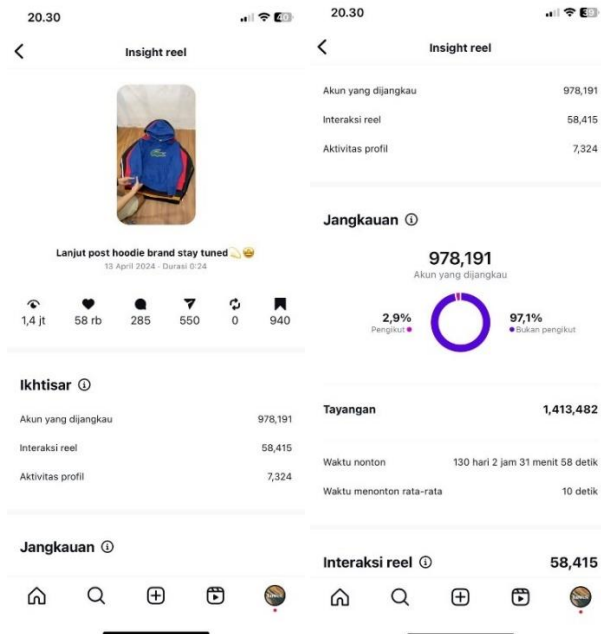 20.30
40
Insight reel
Lanjut post hoodie brand stay tuned💫🤩
13 April 2024 · Durasi 0:24
1,4 jt 58 rb 285 550 0 940
Ikhtisar
Akun yang dijangkau 978,191
Interaksi reel 58,415
Aktivitas profil 7,324
Jangkauan
20.30
39
Insight reel
Akun yang dijangkau 978,191
Interaksi reel 58,415
Aktivitas profil 7,324
Jangkauan
978,191
Akun yang dijangkau
2,9% 97,1%
Pengikut Bukan pengikut
Tayangan 1,413,482
Waktu nonton 130 hari 2 jam 31 menit 58 detik
Waktu menonton rata-rata 10 detik
Interaksi reel 58,415